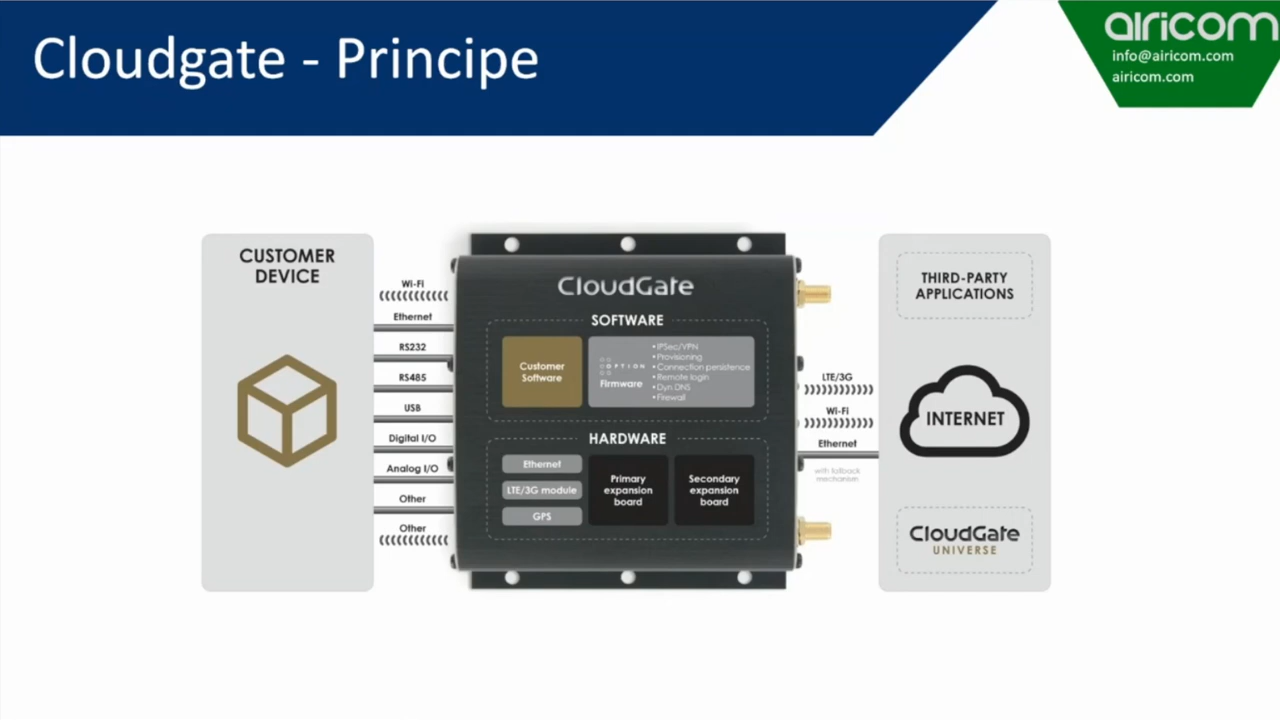 Cloudgate - Principe
airicom
info@airicom.com
airicom.com
CUSTOMER
DEVICE
Wi-Fi
Ethernet
RS232
RS485
USB
Digital I/O
Analog I/O
Other
Other
CloudGate
SOFTWARE
Customer
Software
OPTION
Firmware
• IPSec/VPN
• Provisioning
• Connection persistence
• Remote login
• Dyn DNS
• Firewall
HARDWARE
Ethernet
LTE/3G module
GPS
Primary
expansion
board
Secondary
expansion
board
LTE/3G
Wi-Fi
Ethernet
with fallback
mechanism
THIRD-PARTY
APPLICATIONS
INTERNET
CloudGate
UNIVERSE